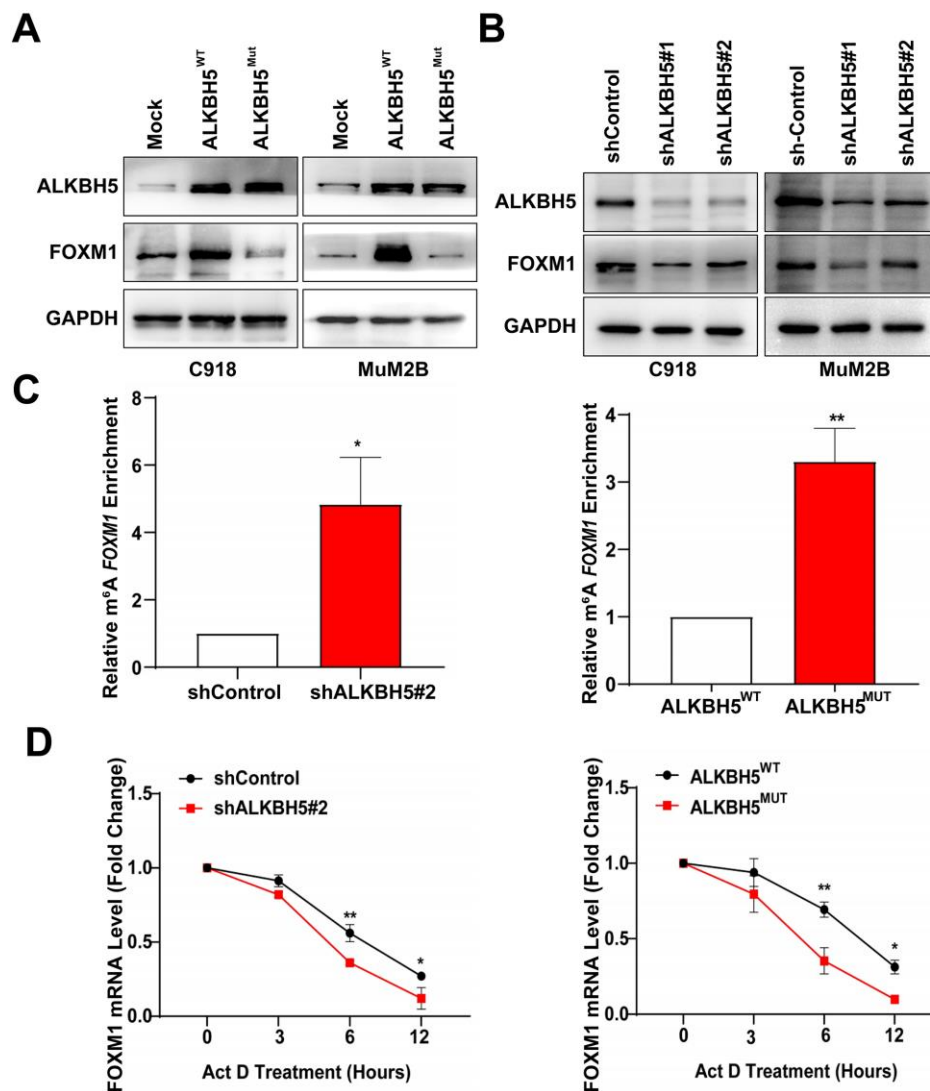 A
Mock
ALKBH5WT
ALKBH5Mut
Mock
ALKBH5WT
ALKBH5Mut
ALKBH5
FOXM1
GAPDH
C918
MuM2B
B
shControl
shALKBH5#1
shALKBH5#2
sh-Control
shALKBH5#1
shALKBH5#2
ALKBH5
FOXM1
GAPDH
C918
MuM2B
C
Relative m6A FOXM1 Enrichment
8
6
4
2
0
*
shControl
shALKBH5#2
Relative m6A FOXM1 Enrichment
4
3
2
1
0
**
ALKBH5WT
ALKBH5MUT
D
FOXM1 mRNA Level (Fold Change)
1.5
1.0
0.5
0.0
shControl
shALKBH5#2
**
*
0
3
6
12
Act D Treatment (Hours)
FOXM1 mRNA Level (Fold Change)
1.5
1.0
0.5
0.0
ALKBH5WT
ALKBH5MUT
**
*
0
3
6
12
Act D Treatment (Hours)